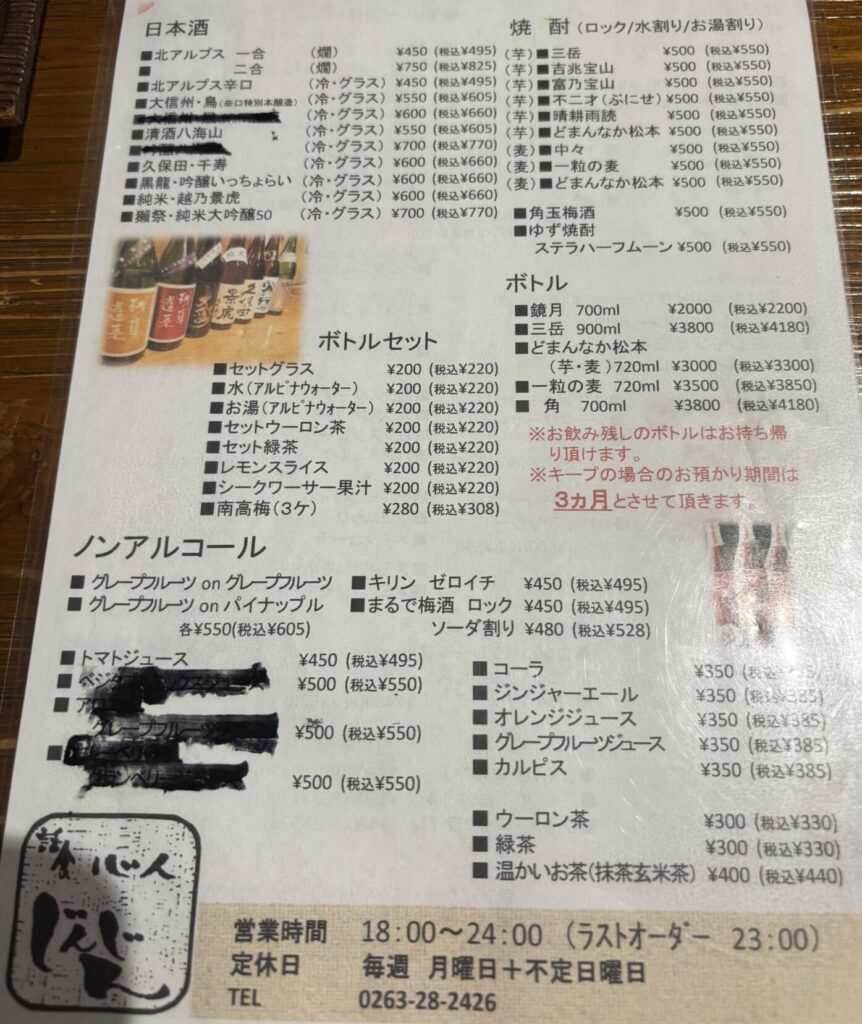 日本酒
■北アルプス 一合 (燗) ¥450 (税込¥495)
■ 二合 (燗) ¥750 (税込¥825)
■北アルプス辛口 (冷・グラス) ¥450 (税込¥495)
■大信州・鳥(辛口特別本醸造) (冷・グラス) ¥550 (税込¥605)
(冷・グラス) ¥600 (税込¥660)
■清酒八海山 (冷・グラス) ¥550 (税込¥605)
(冷・グラス) ¥700 (税込¥770)
■久保田・千寿 (冷・グラス) ¥600 (税込¥660)
■黒龍・吟醸いっちょらい (冷・グラス) ¥600 (税込¥660)
■純米・越乃景虎 (冷・グラス) ¥600 (税込¥660)
■獺祭・純米大吟醸50 (冷・グラス) ¥700 (税込¥770)
焼 酎 (ロック/水割り/お湯割り)
(芋)■三岳 ¥500 (税込¥550)
(芋)■吉兆宝山 ¥500 (税込¥550)
(芋)■富乃宝山 ¥500 (税込¥550)
(芋)■不二才(ぶにせ) ¥500 (税込¥550)
(芋)■晴耕雨読 ¥500 (税込¥550)
(芋)■どまんなか松本 ¥500 (税込¥550)
(麦)■中々 ¥500 (税込¥550)
(麦)■一粒の麦 ¥500 (税込¥550)
(麦)■どまんなか松本 ¥500 (税込¥550)
■角玉梅酒 ¥500 (税込¥550)
■ゆず焼酎
ステラハーフムーン ¥500 (税込¥550)
ボトル
■鏡月 700ml ¥2000 (税込¥2200)
■三岳 900ml ¥3800 (税込¥4180)
■どまんなか松本
(芋・麦)720ml ¥3000 (税込¥3300)
■一粒の麦 720ml ¥3500 (税込¥3850)
■ 角 700ml ¥3800 (税込¥4180)
※お飲み残しのボトルはお持ち帰
り頂けます。
※キープの場合のお預かり期間は
3ヵ月とさせて頂きます。
ボトルセット
■セットグラス ¥200 (税込¥220)
■水(アルピナウォーター) ¥200 (税込¥220)
■お湯(アルピナウォーター) ¥200 (税込¥220)
■セットウーロン茶 ¥200 (税込¥220)
■セット緑茶 ¥200 (税込¥220)
■レモンスライス ¥200 (税込¥220)
■シークワーサー果汁 ¥200 (税込¥220)
■南高梅(3ケ) ¥280 (税込¥308)
ノンアルコール
■ グレープフルーツ on グレープフルーツ
■ グレープフルーツ on パイナップル
各¥550(税込¥605)
■キリン ゼロイチ ¥450 (税込¥495)
■まるで梅酒 ロック ¥450 (税込¥495)
ソーダ割り ¥480 (税込¥528)
■トマトジュース ¥450 (税込¥495)
¥500 (税込¥550)
■アロ
グレープフルーツ ¥500 (税込¥550)
クランベリー ¥500 (税込¥550)
■ コーラ ¥350
■ ジンジャーエール ¥350 (税込¥385)
■ オレンジジュース ¥350 (税込¥385)
■ グレープフルーツジュース ¥350 (税込¥385)
■ カルピス ¥350 (税込¥385)
■ ウーロン茶 ¥300 (税込¥330)
■ 緑茶 ¥300 (税込¥330)
■ 温かいお茶(抹茶玄米茶) ¥400 (税込¥440)
じんじん
営業時間 18:00〜24:00 (ラストオーダー 23:00)
定休日 毎週 月曜日＋不定日曜日
TEL 0263-28-2426